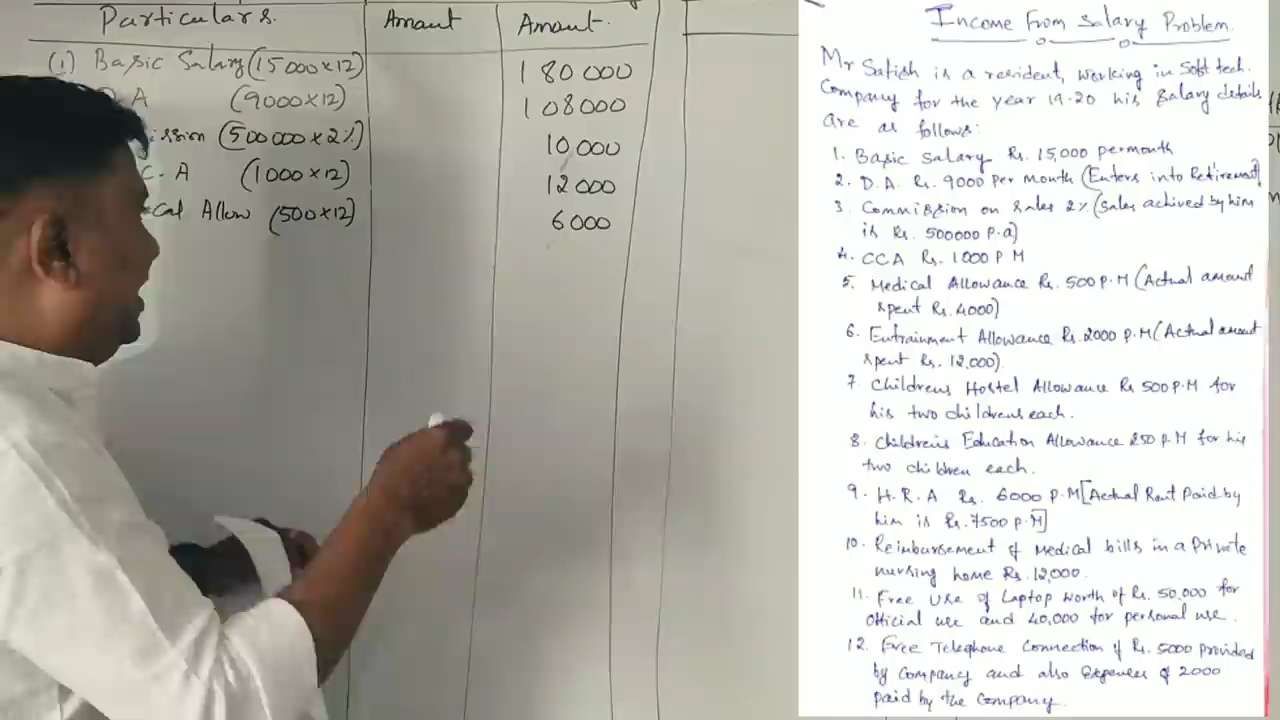 Particulars. Amount Amount.
(1) Basic Salary (15000×12) 180000
A (9000×12) 108000
ission (500000×2%) 10000
C. A (1000×12) 12000
cal Allow (500×12) 6000
Income From Salary Problem.
Mr Satish is a resident, working in Soft tech.
Company for the year 19-20 his Salary details
are as follows:
1. Basic Salary Rs. 15,000 per month
2. D.A. Rs. 9000 Per Month (Enters into Retirement)
3. Commission on Sales 2% (Sales achived by him
is Rs. 500000 P.a)
4. CCA Rs. 1000 P M
5. Medical Allowance Rs. 500 P.M (Actual amount
spent Rs. 4000)
6. Entrainment Allowance Rs. 2000 P.M (Actual amount
spent Rs. 12,000)
7. Childrens Hostel Allowance Rs 500 P.M for
his two childrens each.
8. Children's Education Allowance 250 P.M for his
two children each.
9. H.R.A Rs. 6000 P.M [Actual Rent Paid by
him is Rs. 7500 P.M]
10. Reimbursement of Medical bills in a Private
nursing home Rs. 12,000.
11. Free Use of Laptop worth of Rs. 50,000 for
Official use and 40,000 for personal use.
12. Free Telephone Connection of Rs. 5000 Provided
by Company and also Expenses of 2000
paid by the Company.